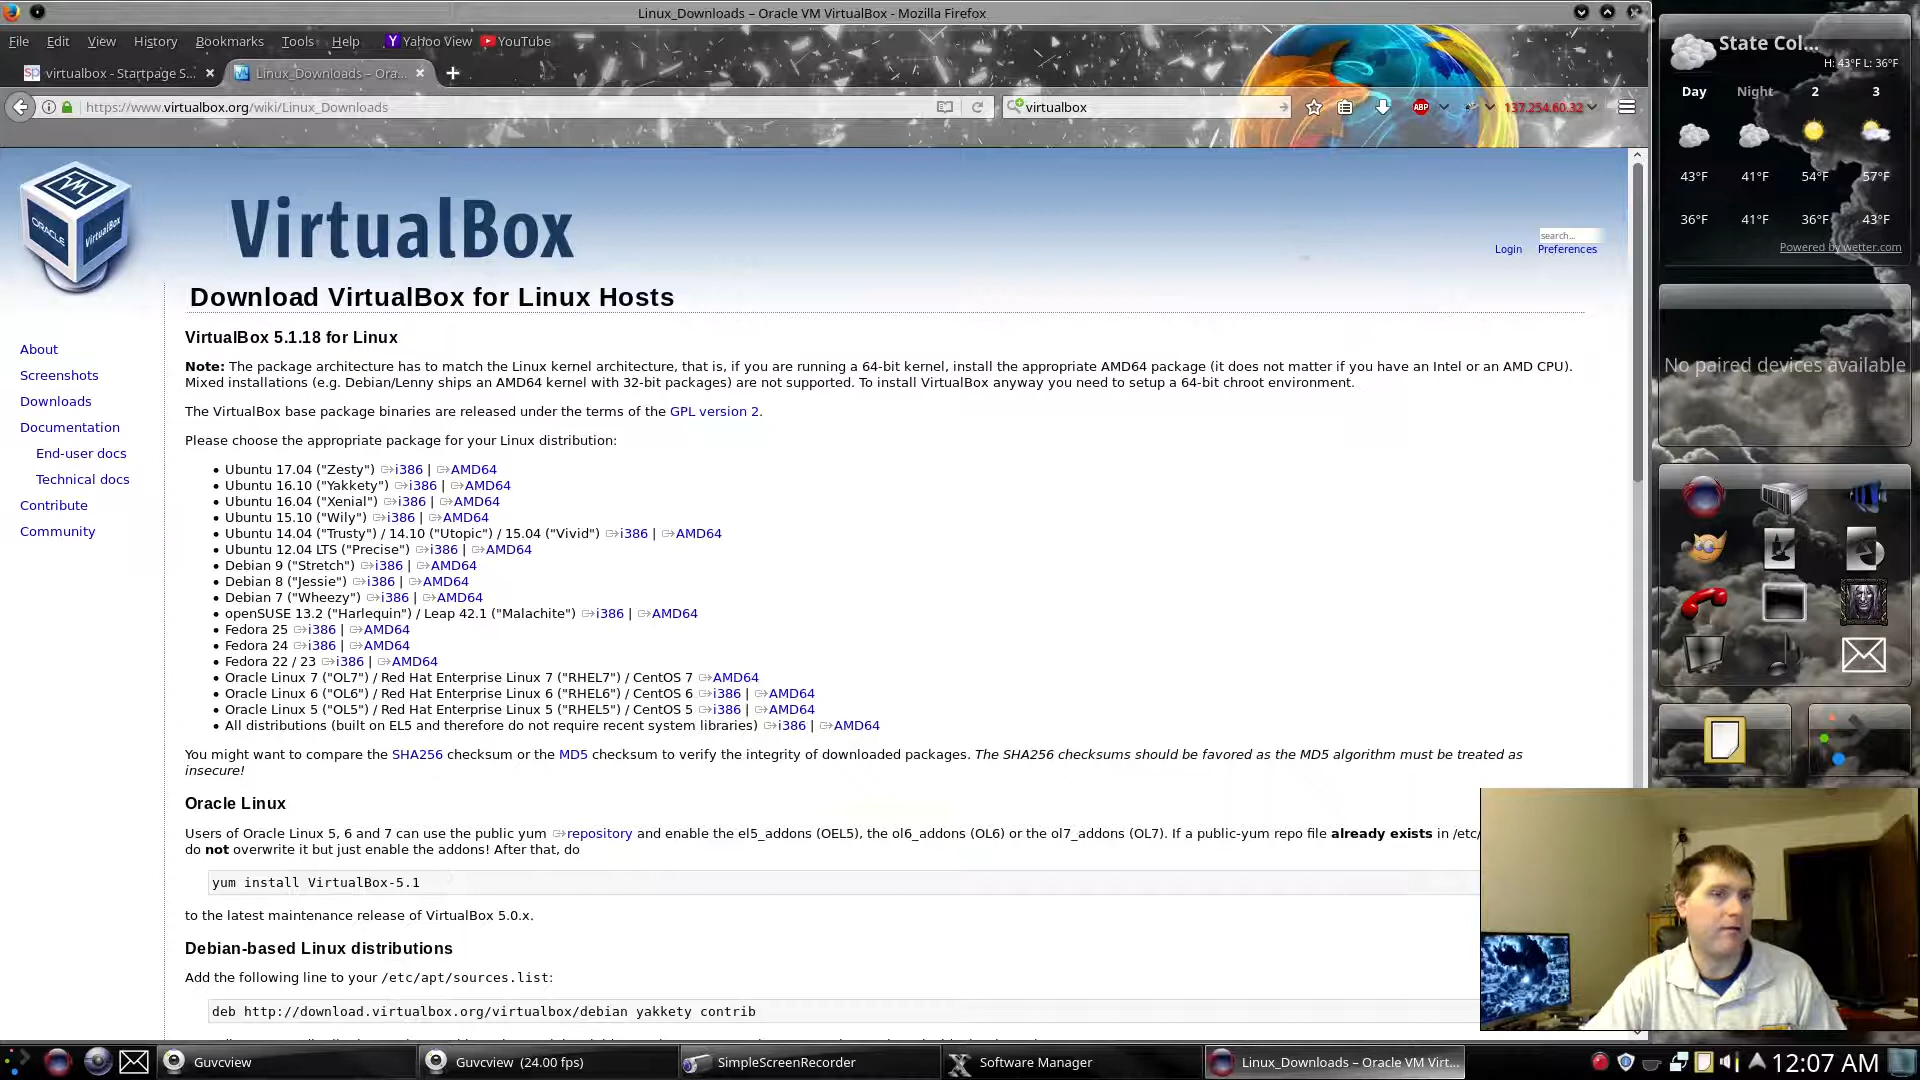 Linux_Downloads – Oracle VM VirtualBox - Mozilla Firefox
File Edit View History Bookmarks Tools Help Yahoo View YouTube
virtualbox - Startpage S...
Linux_Downloads – Ora...
https://www.virtualbox.org/wiki/Linux_Downloads
virtualbox
ABP
137.254.60.32
ORACLE
VirtualBox
VirtualBox
search...
Login Preferences
Download VirtualBox for Linux Hosts
About
Screenshots
Downloads
Documentation
End-user docs
Technical docs
Contribute
Community
VirtualBox 5.1.18 for Linux
Note: The package architecture has to match the Linux kernel architecture, that is, if you are running a 64-bit kernel, install the appropriate AMD64 package (it does not matter if you have an Intel or an AMD CPU).
Mixed installations (e.g. Debian/Lenny ships an AMD64 kernel with 32-bit packages) are not supported. To install VirtualBox anyway you need to setup a 64-bit chroot environment.
The VirtualBox base package binaries are released under the terms of the GPL version 2.
Please choose the appropriate package for your Linux distribution:
• Ubuntu 17.04 ("Zesty") i386 | AMD64
• Ubuntu 16.10 ("Yakkety") i386 | AMD64
• Ubuntu 16.04 ("Xenial") i386 | AMD64
• Ubuntu 15.10 ("Wily") i386 | AMD64
• Ubuntu 14.04 ("Trusty") / 14.10 ("Utopic") / 15.04 ("Vivid") i386 | AMD64
• Ubuntu 12.04 LTS ("Precise") i386 | AMD64
• Debian 9 ("Stretch") i386 | AMD64
• Debian 8 ("Jessie") i386 | AMD64
• Debian 7 ("Wheezy") i386 | AMD64
• openSUSE 13.2 ("Harlequin") / Leap 42.1 ("Malachite") i386 | AMD64
• Fedora 25 i386 | AMD64
• Fedora 24 i386 | AMD64
• Fedora 22 / 23 i386 | AMD64
• Oracle Linux 7 ("OL7") / Red Hat Enterprise Linux 7 ("RHEL7") / CentOS 7 AMD64
• Oracle Linux 6 ("OL6") / Red Hat Enterprise Linux 6 ("RHEL6") / CentOS 6 i386 | AMD64
• Oracle Linux 5 ("OL5") / Red Hat Enterprise Linux 5 ("RHEL5") / CentOS 5 i386 | AMD64
• All distributions (built on EL5 and therefore do not require recent system libraries) i386 | AMD64
You might want to compare the SHA256 checksum or the MD5 checksum to verify the integrity of downloaded packages. The SHA256 checksums should be favored as the MD5 algorithm must be treated as
insecure!
Oracle Linux
Users of Oracle Linux 5, 6 and 7 can use the public yum repository and enable the el5_addons (OEL5), the ol6_addons (OL6) or the ol7_addons (OL7). If a public-yum repo file already exists in /etc/
do not overwrite it but just enable the addons! After that, do
yum install VirtualBox-5.1
to the latest maintenance release of VirtualBox 5.0.x.
Debian-based Linux distributions
Add the following line to your /etc/apt/sources.list:
deb http://download.virtualbox.org/virtualbox/debian yakkety contrib
State Col...
H: 43°F L: 36°F
Day Night 2 3
43°F 41°F 54°F 57°F
36°F 41°F 36°F 43°F
Powered by wetter.com
No paired devices available
Guvcview
Guvcview (24.00 fps)
SimpleScreenRecorder
Software Manager
Linux_Downloads – Oracle VM Virt...
12:07 AM